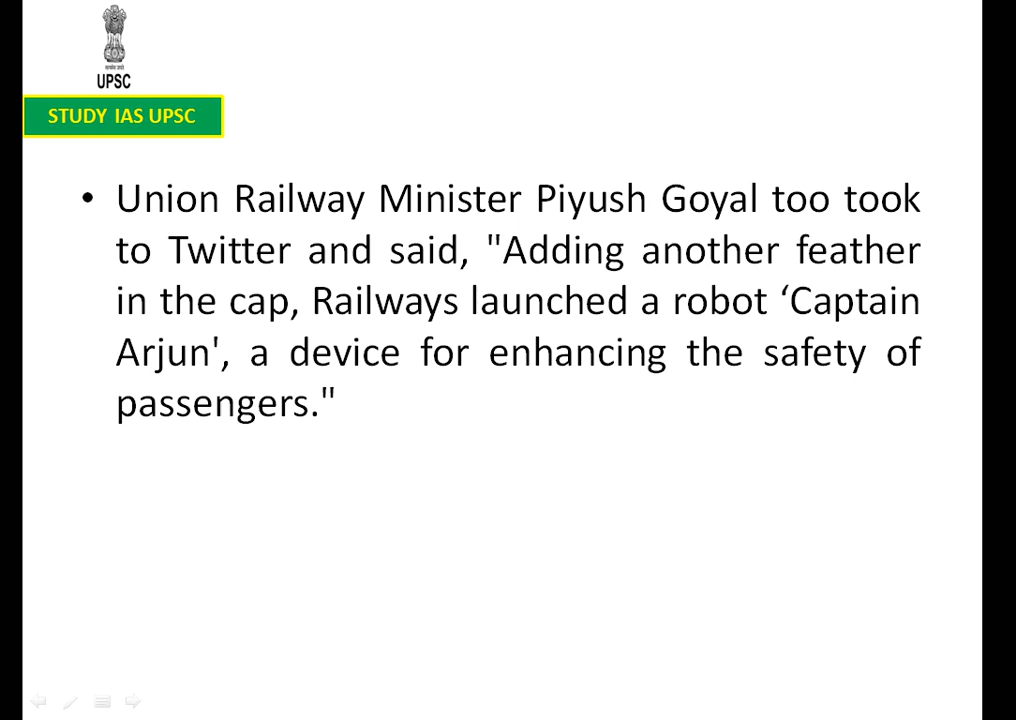 UPSC
STUDY IAS UPSC
• Union Railway Minister Piyush Goyal too took
to Twitter and said, "Adding another feather
in the cap, Railways launched a robot ‘Captain
Arjun', a device for enhancing the safety of
passengers."